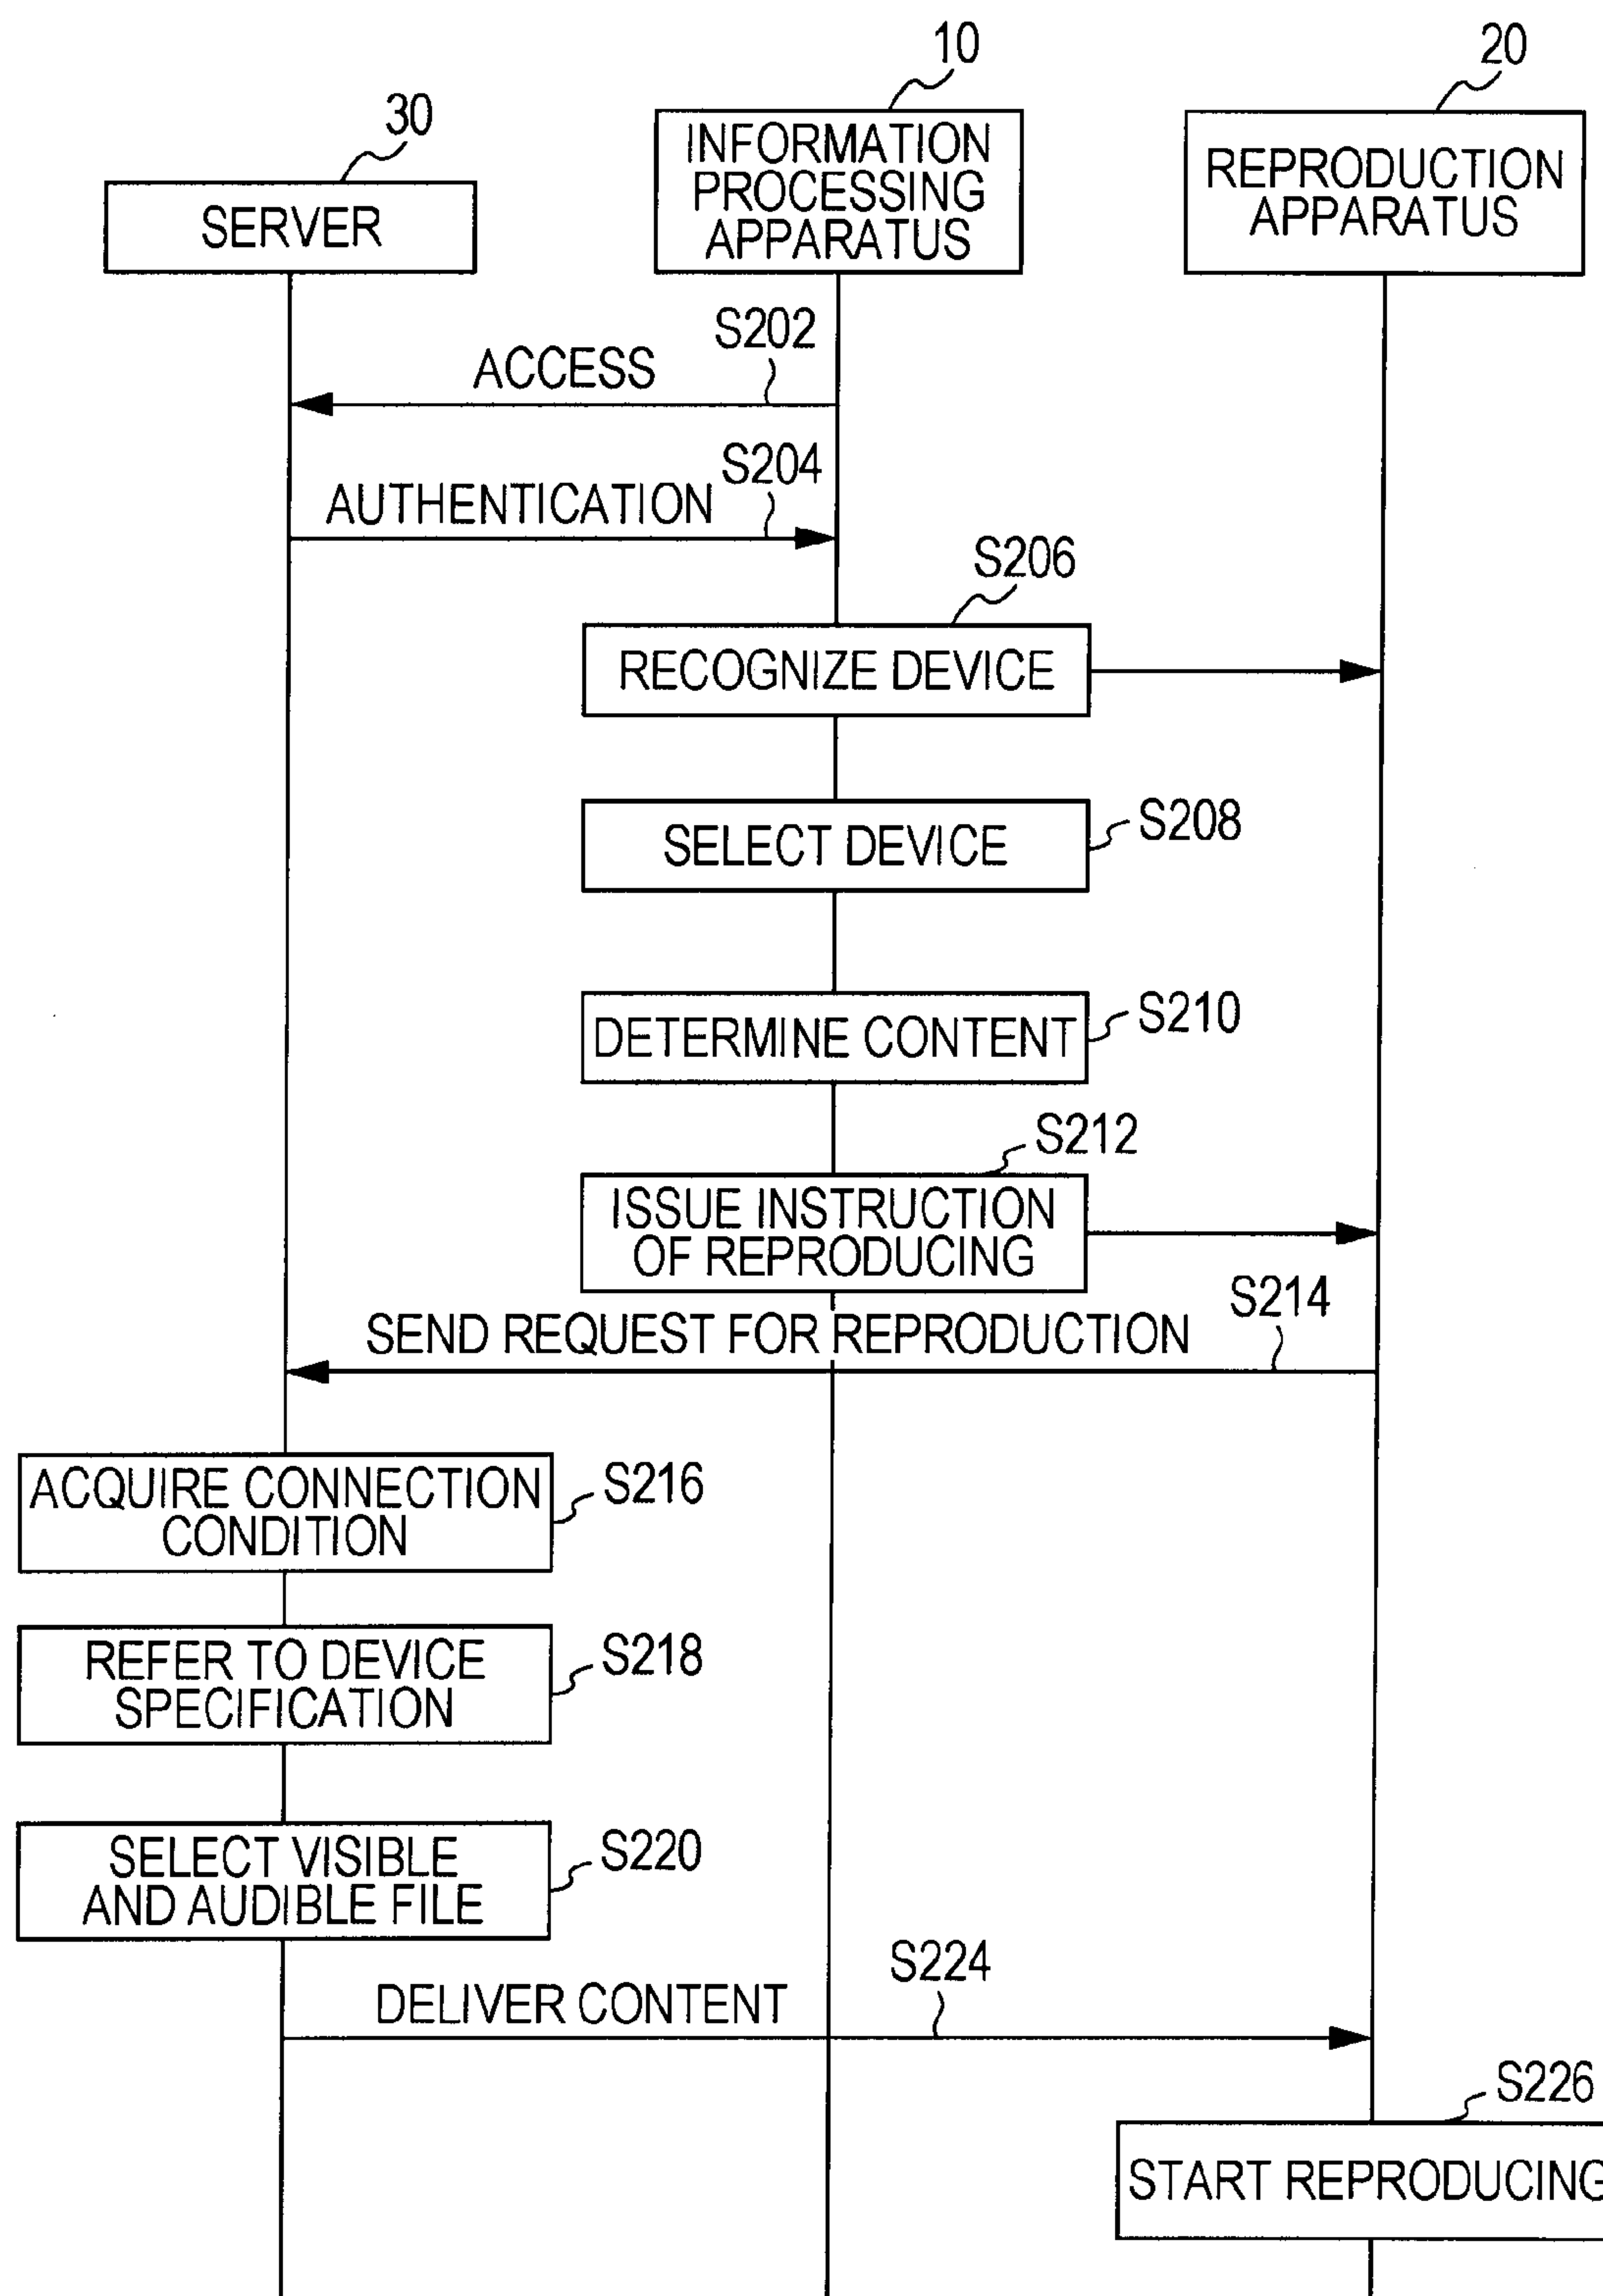 10
20
30
INFORMATION
PROCESSING
APPARATUS
REPRODUCTION
APPARATUS
SERVER
S202
ACCESS
S204
AUTHENTICATION
S206
RECOGNIZE DEVICE
SELECT DEVICE
S208
DETERMINE CONTENT
S210
S212
ISSUE INSTRUCTION
OF REPRODUCING
S214
SEND REQUEST FOR REPRODUCTION
ACQUIRE CONNECTION
CONDITION
S216
REFER TO DEVICE
SPECIFICATION
S218
SELECT VISIBLE
AND AUDIBLE FILE
S220
S224
DELIVER CONTENT
S226
START REPRODUCING